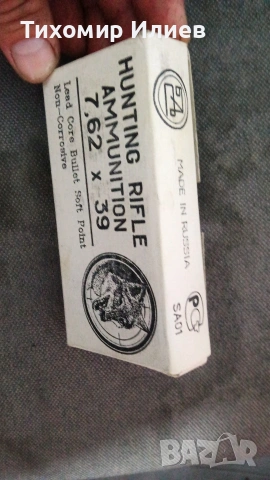 Тихомир Илиев
HUNTING RIFLE
AMMUNITION
7,62 x 39
Lead Core Bullet Soft Point
Non-Corrosive
MADE IN RUSSIA
SA01
BAZAR